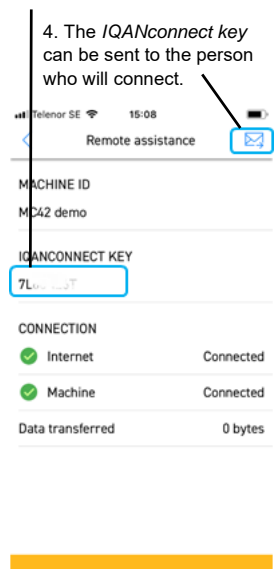 4. The IQANconnect key
can be sent to the person
who will connect.
Telenor SE 15:08
Remote assistance
MACHINE ID
MC42 demo
IQANCONNECT KEY
CONNECTION
Internet Connected
Machine Connected
Data transferred 0 bytes